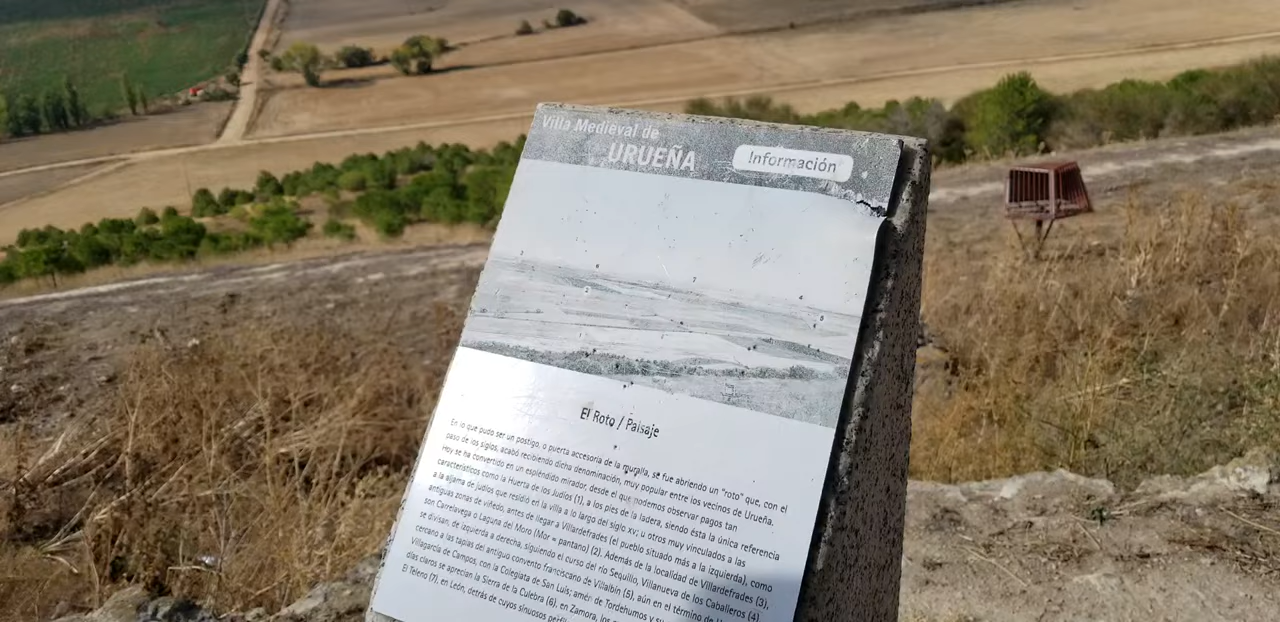 Villa Medieval de
URUEÑA
Información
El Roto / Paisaje
En lo que pudo ser un postigo, o puerta accesoria de la muralla, se fue abriendo un "roto" que, con el
paso de los siglos, acabó recibiendo dicha denominación, muy popular entre los vecinos de Urueña.
Hoy se ha convertido en un espléndido mirador, desde el que podemos observar pagos tan
característicos como la Huerta de los Judíos (1), a los pies de la ladera, siendo ésta la única referencia
a la aljama de judíos que residió en la villa a lo largo del siglo XV; u otros muy vinculados a las
antiguas zonas de viñedo, antes de llegar a Villardefrades (el pueblo situado más a la izquierda), como
son Carrelavega o Laguna del Moro (Mor = pantano) (2). Además de la localidad de Villardefrades (3),
se divisan, de izquierda a derecha, siguiendo el curso del río Sequillo, Villanueva de los Caballeros (4)
cercano a las tapias del antiguo convento franciscano de Villalbín (5), aún en el término de
Villagarcía de Campos, con la Colegiata de San Luis; amén de Tordehumos y su
días claros se aprecian la Sierra de la Culebra (6), en Zamora, los
El Teleno (7), en León, detrás de cuyos sinuosos